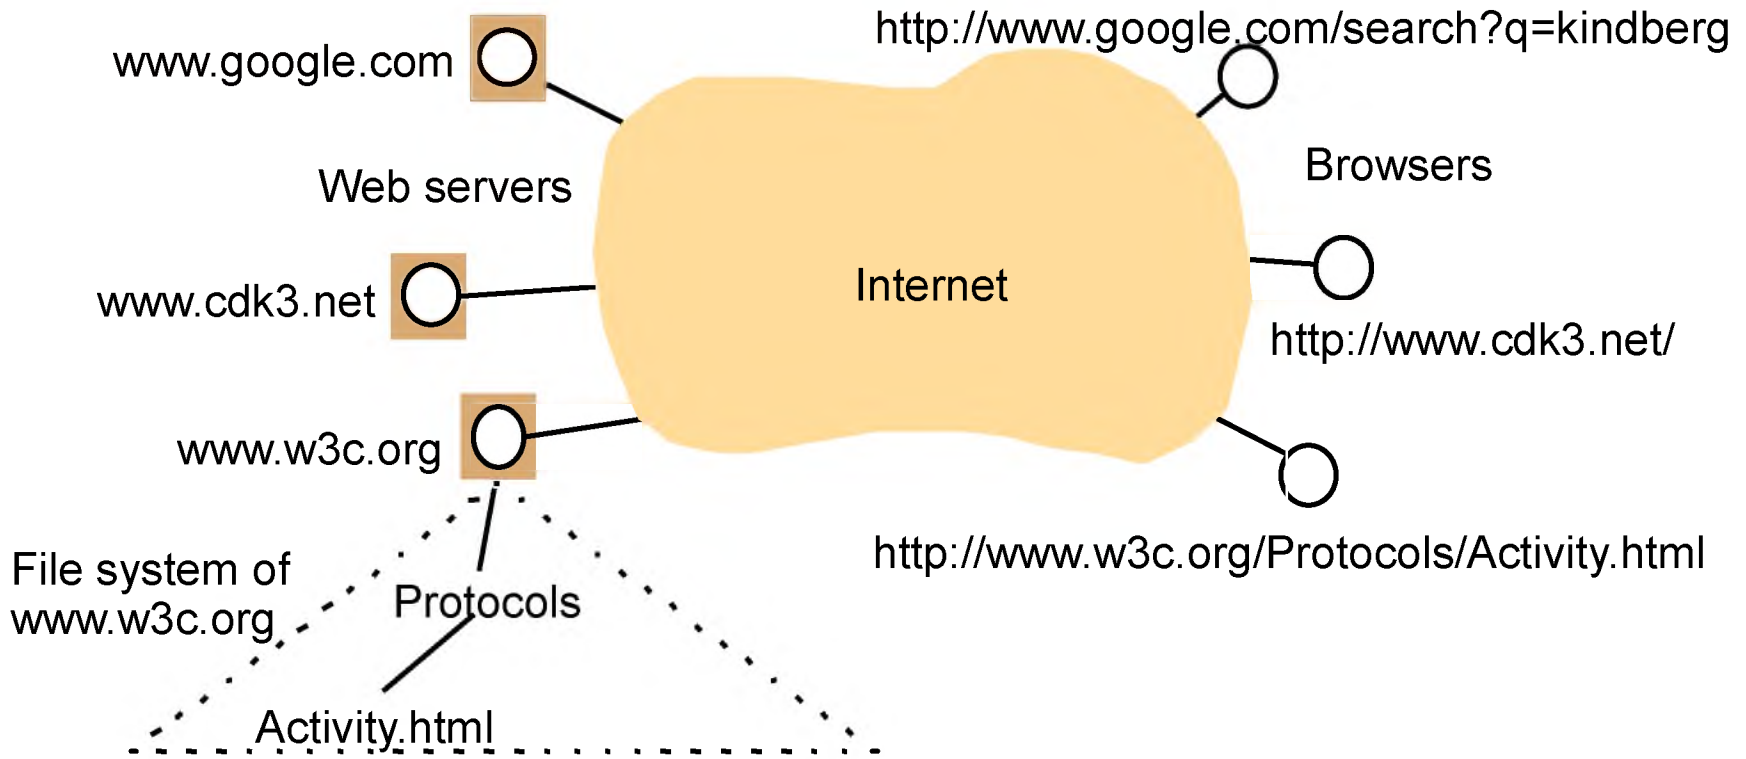 http://www.google.com/search?q=kindberg
www.google.com
Browsers
Web servers
Internet
www.cdk3.net
http://www.cdk3.net/
www.w3c.org
http://www.w3c.org/Protocols/Activity.html
File system of
www.w3c.org
Protocols
Activity.html